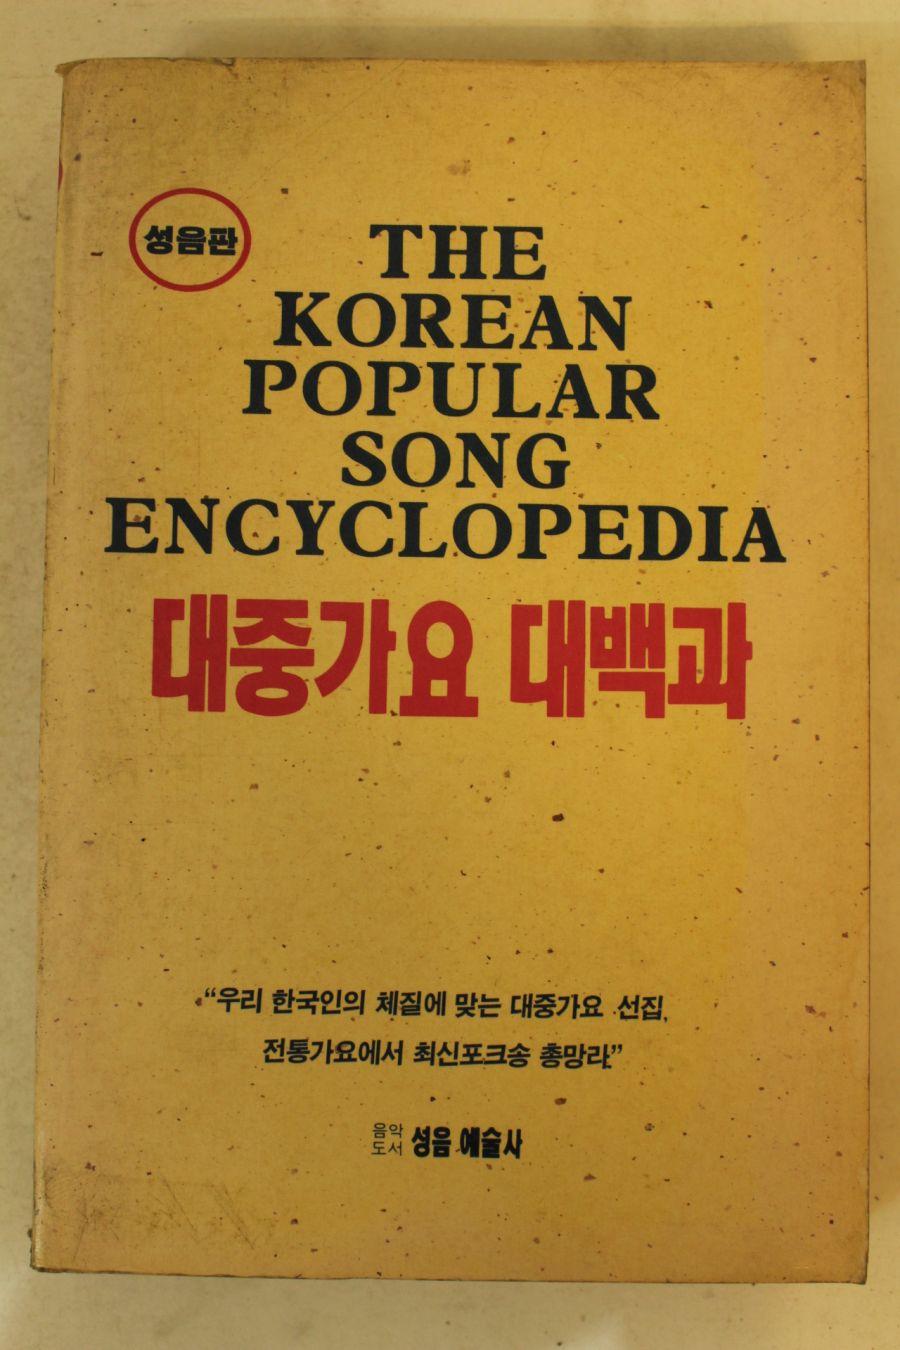 성음판
THE
KOREAN
POPULAR
SONG
ENCYCLOPEDIA
대중가요 대백과
“우리 한국인의 체질에 맞는 대중가요 선집,
전통가요에서 최신포크송 총망라”
음악
도서 성음 예술사